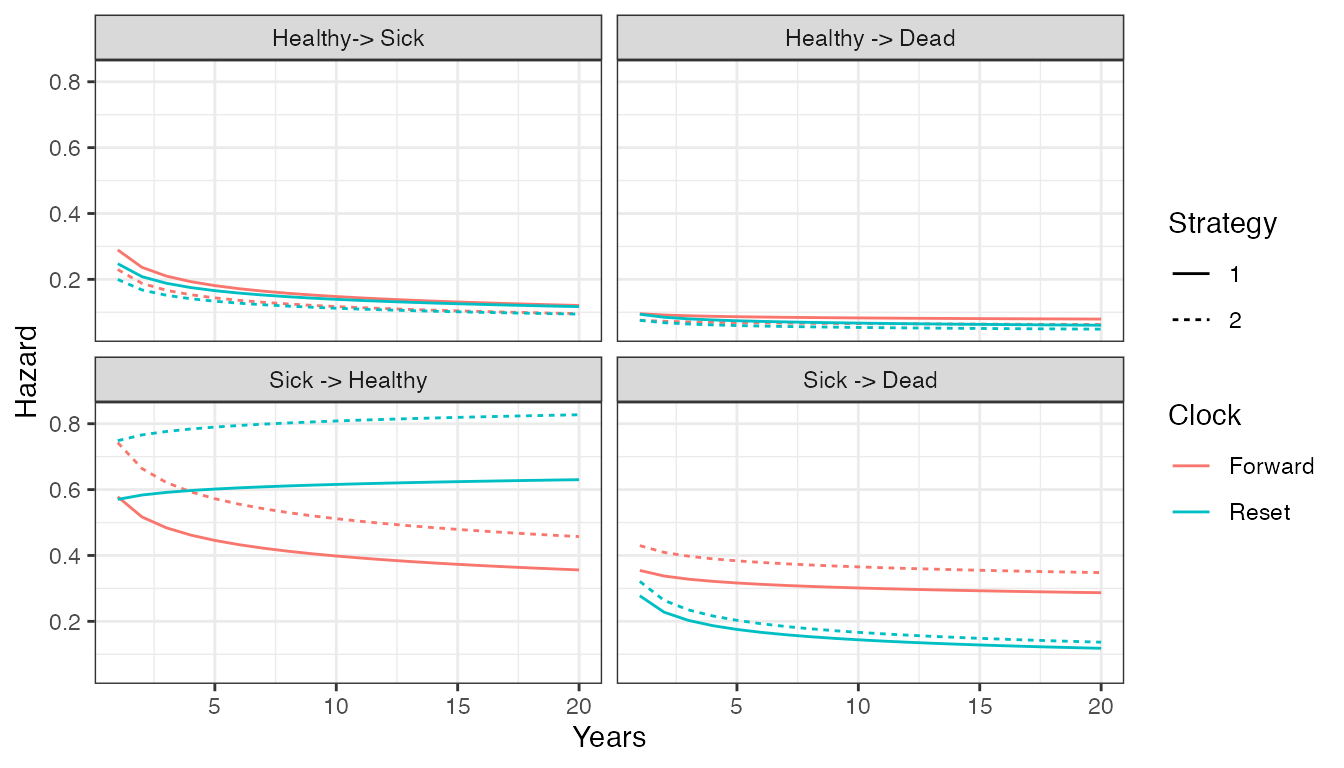 Healthy-> Sick
Healthy -> Dead
0.8
0.6
0.4
0.2
Sick -> Healthy
Sick -> Dead
0.8
0.6
0.4
0.2
5
10
15
20
5
10
15
20
Years
Hazard
Strategy
1
2
Clock
Forward
Reset